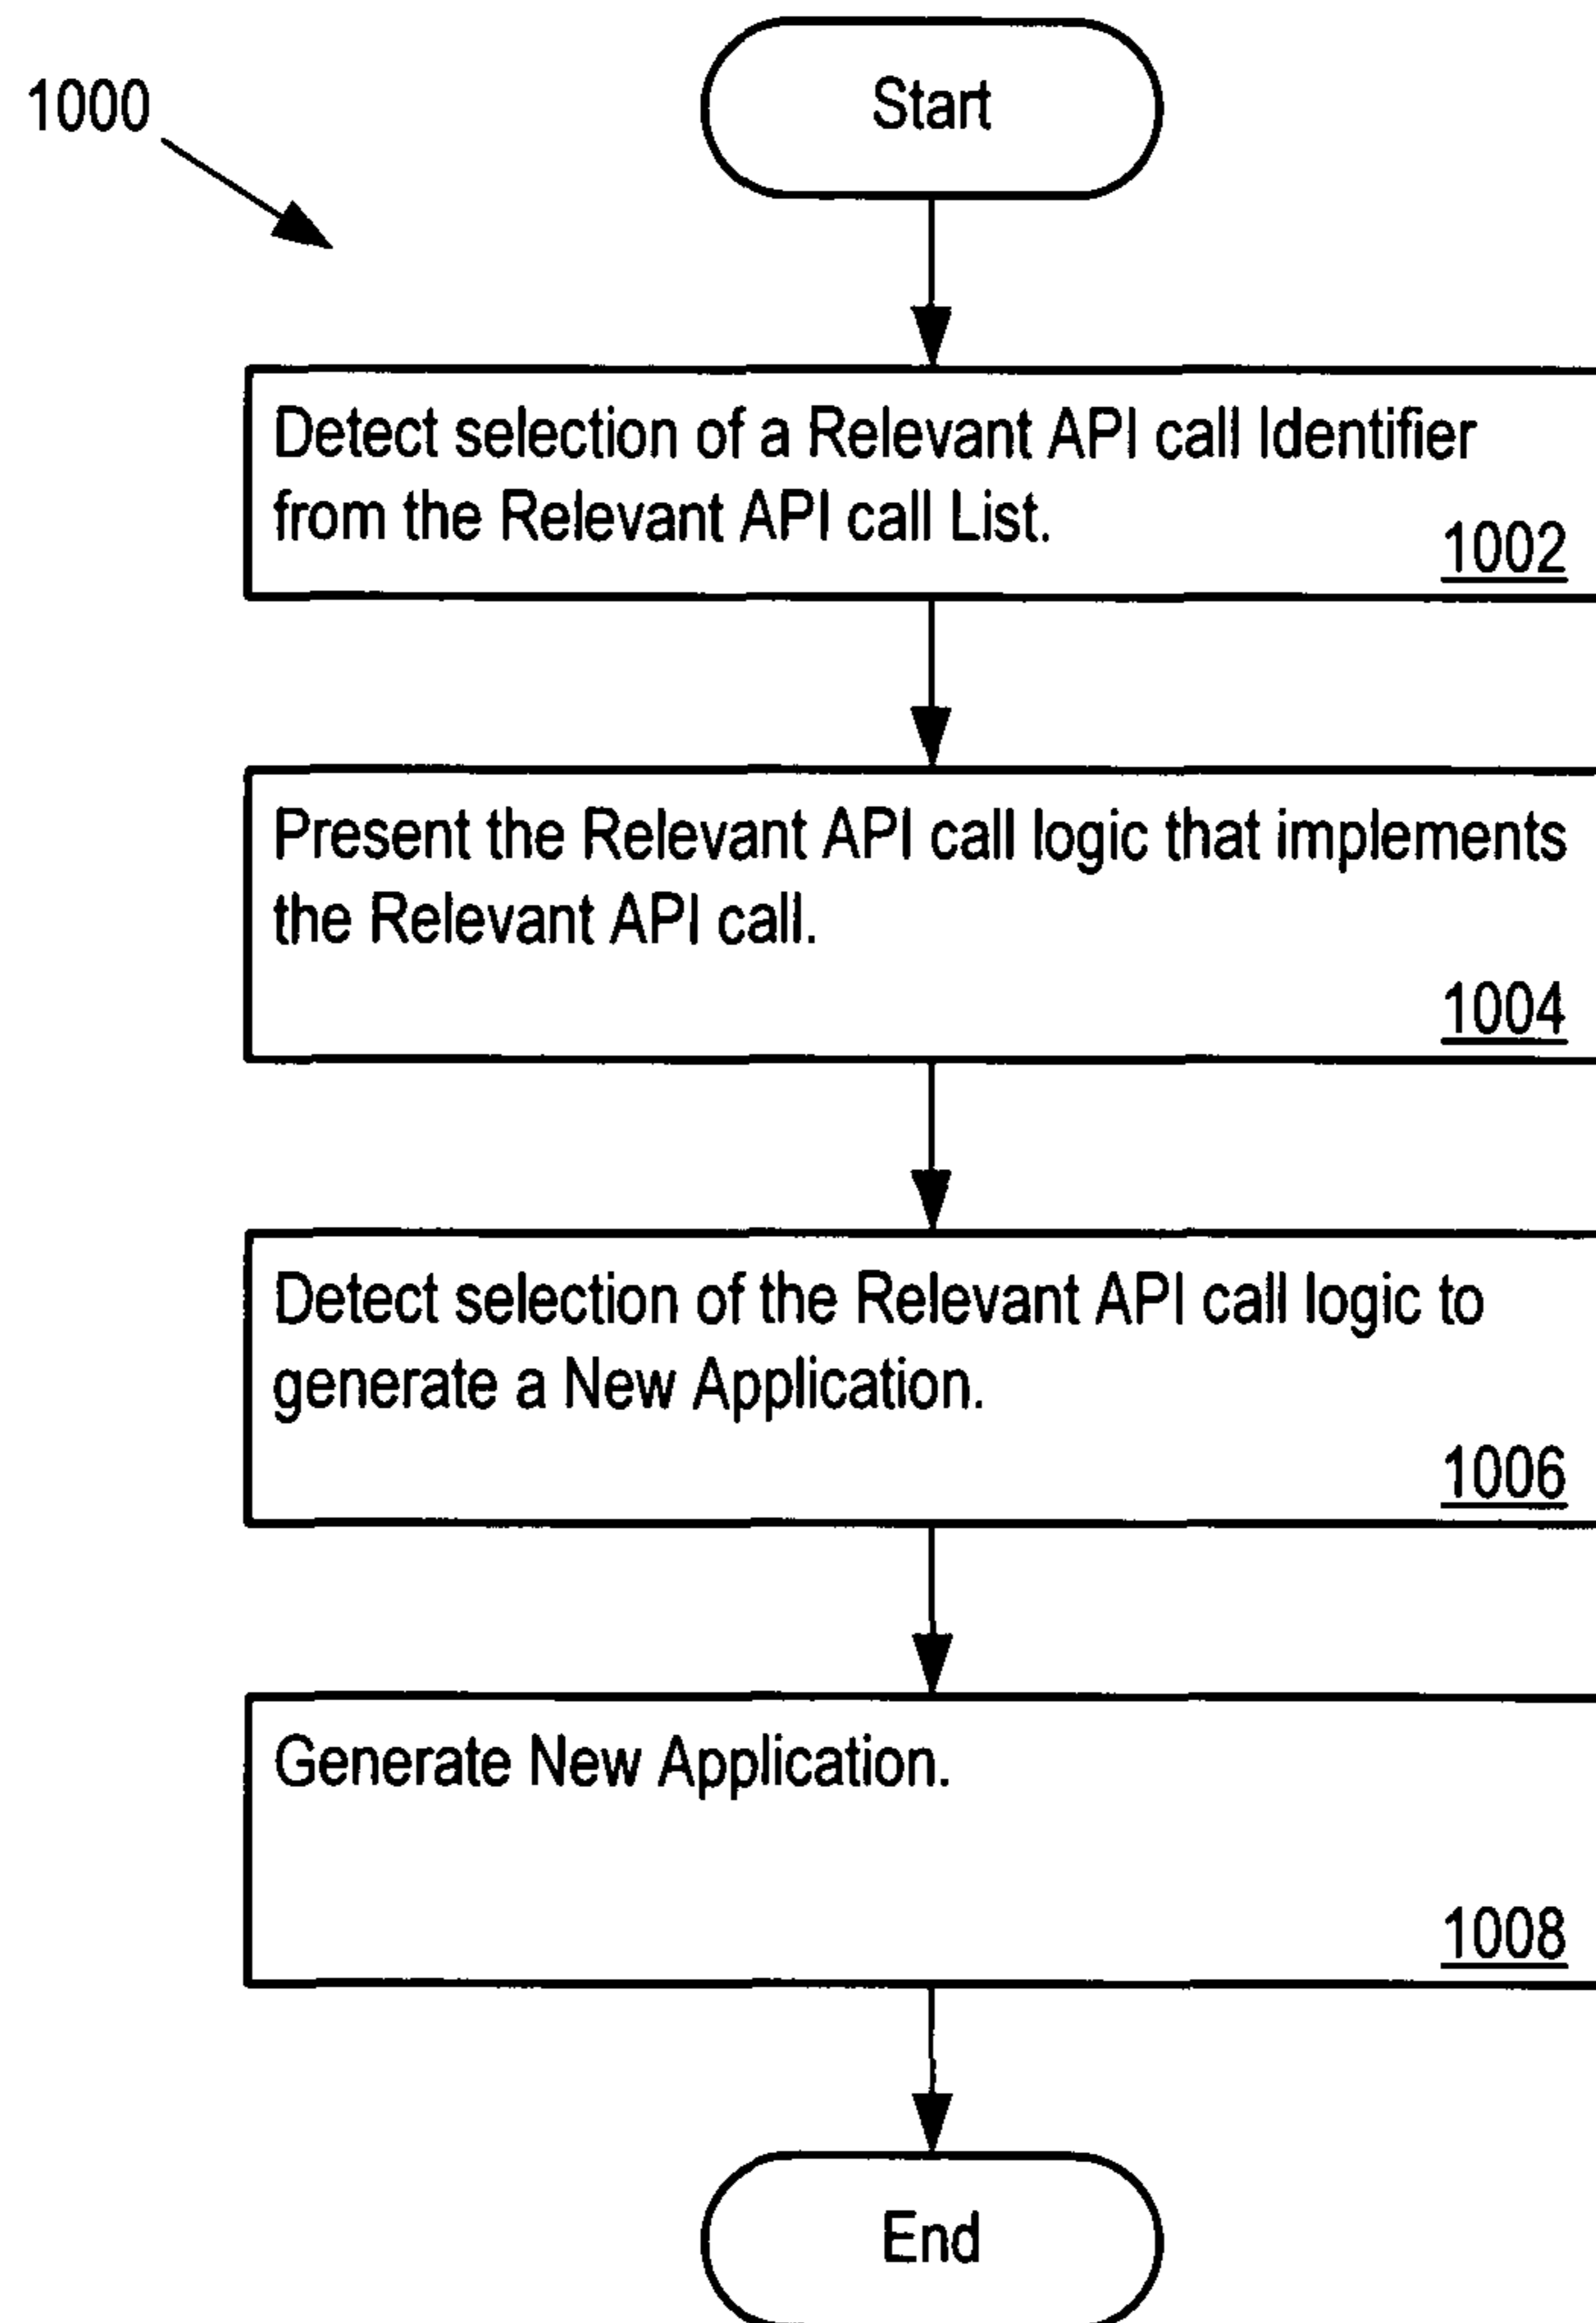 1000
Start
Detect selection of a Relevant API call Identifier
from the Relevant API call List.
1002
Present the Relevant API call logic that implements
the Relevant API call.
1004
Detect selection of the Relevant API call logic to
generate a New Application.
1006
Generate New Application.
1008
End